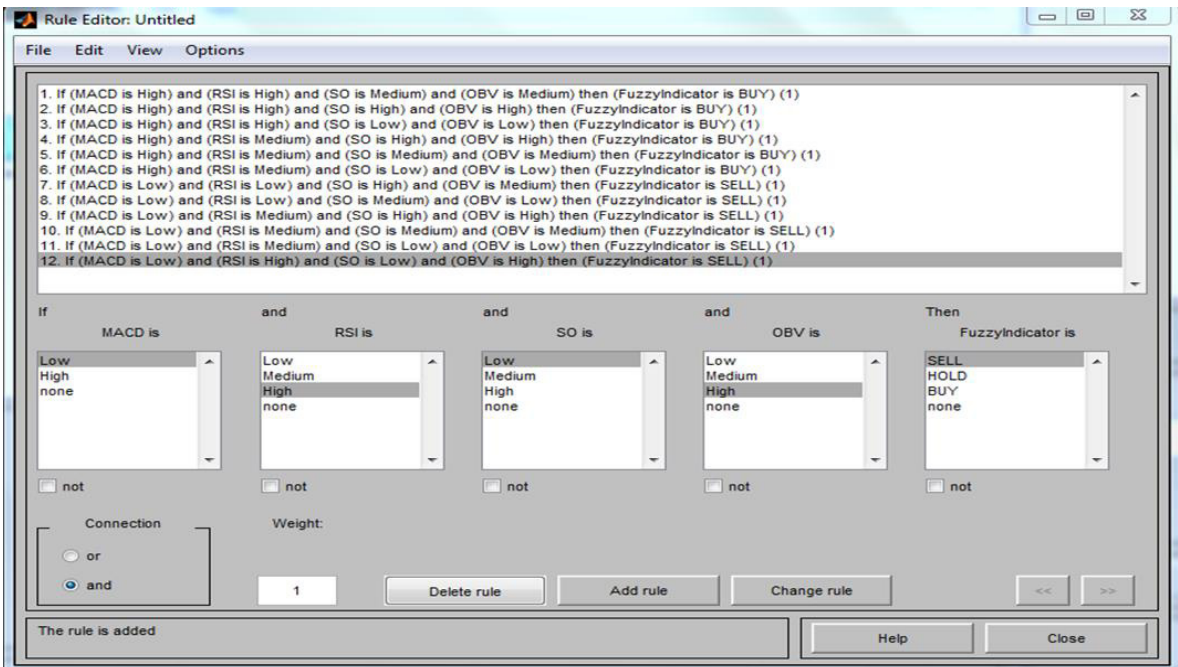 Rule Editor: Untitled
File Edit View Options
1. If (MACD is High) and (RSI is High) and (SO is Medium) and (OBV is Medium) then (FuzzyIndicator is BUY) (1)
2. If (MACD is High) and (RSI is High) and (SO is High) and (OBV is High) then (FuzzyIndicator is BUY) (1)
3. If (MACD is High) and (RSI is High) and (SO is Low) and (OBV is Low) then (FuzzyIndicator is BUY) (1)
4. If (MACD is High) and (RSI is Medium) and (SO is High) and (OBV is High) then (FuzzyIndicator is BUY) (1)
5. If (MACD is High) and (RSI is Medium) and (SO is Medium) and (OBV is Medium) then (FuzzyIndicator is BUY) (1)
6. If (MACD is High) and (RSI is Medium) and (SO is Low) and (OBV is Low) then (FuzzyIndicator is BUY) (1)
7. If (MACD is Low) and (RSI is Low) and (SO is High) and (OBV is Medium) then (FuzzyIndicator is SELL) (1)
8. If (MACD is Low) and (RSI is Low) and (SO is Medium) and (OBV is Low) then (FuzzyIndicator is SELL) (1)
9. If (MACD is Low) and (RSI is Medium) and (SO is High) and (OBV is High) then (FuzzyIndicator is SELL) (1)
10. If (MACD is Low) and (RSI is Medium) and (SO is Medium) and (OBV is Medium) then (FuzzyIndicator is SELL) (1)
11. If (MACD is Low) and (RSI is Medium) and (SO is Low) and (OBV is Low) then (FuzzyIndicator is SELL) (1)
12. If (MACD is Low) and (RSI is High) and (SO is Low) and (OBV is High) then (FuzzyIndicator is SELL) (1)
If and and and Then
MACD is RSI is SO is OBV is FuzzyIndicator is
Low Low Low Low SELL
High Medium Medium Medium HOLD
none High High High BUY
none none none none
not not not not not
Connection Weight:
or
and 1 Delete rule Add rule Change rule << >>
The rule is added Help Close